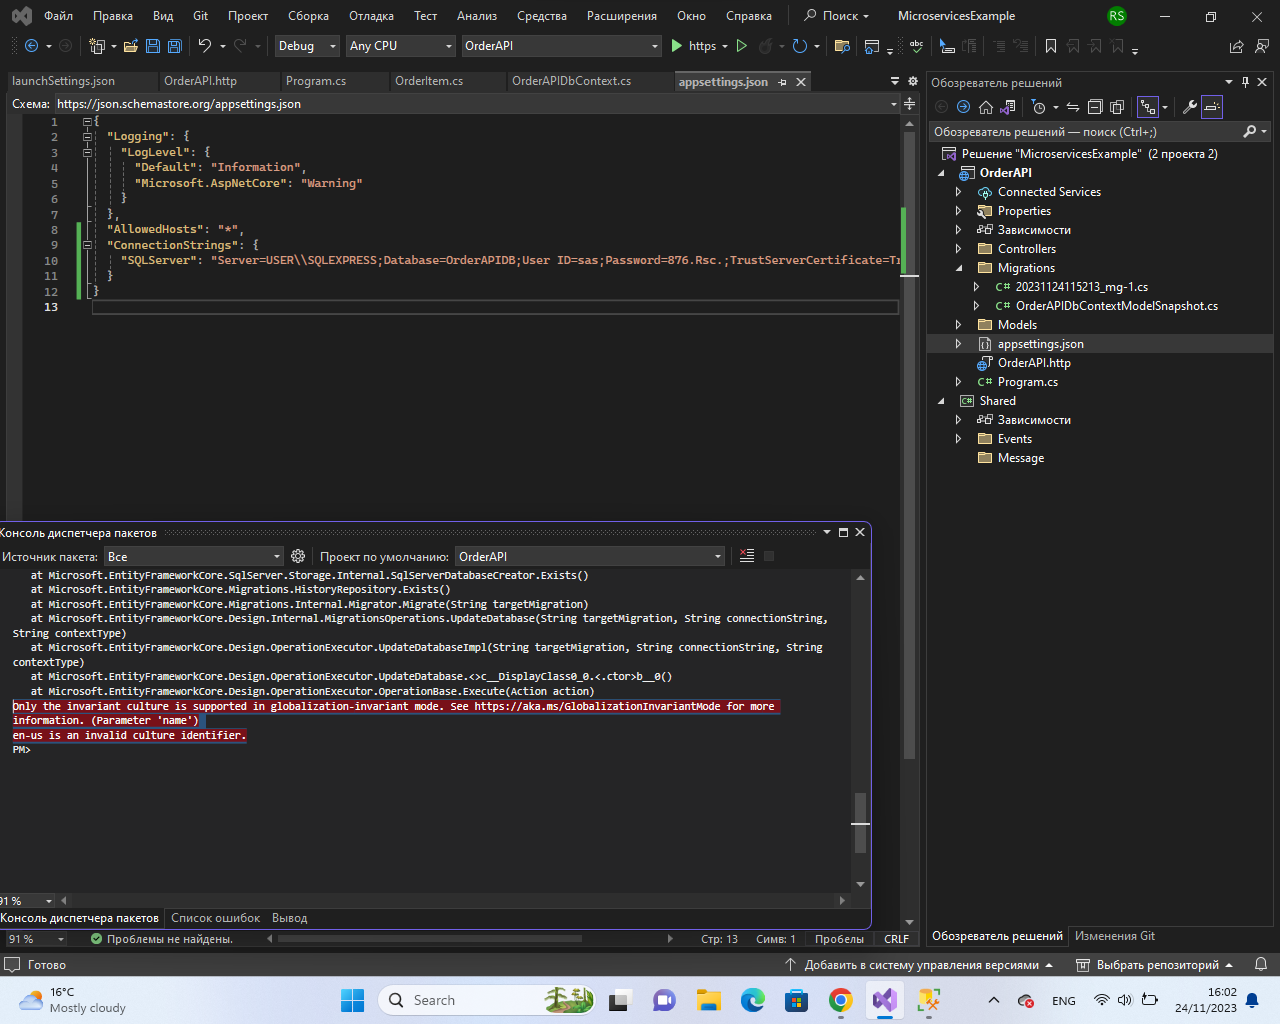 Файл Правка Вид Git Проект Сборка Отладка Тест Анализ Средства Расширения Окно Справка Поиск MicroservicesExample RS
Debug Any CPU OrderAPI https
launchSettings.json OrderAPI.http Program.cs OrderItem.cs OrderAPIDbContext.cs appsettings.json
Схема: https://json.schemastore.org/appsettings.json
1 {
2 "Logging": {
3 "LogLevel": {
4 "Default": "Information",
5 "Microsoft.AspNetCore": "Warning"
6 }
7 },
8 "AllowedHosts": "*",
9 "ConnectionStrings": {
10 "SQLServer": "Server=USER\\SQLEXPRESS;Database=OrderAPIDB;User ID=sas;Password=876.Rsc.;TrustServerCertificate=Tr
11 }
12 }
13
Обозреватель решений
Обозреватель решений — поиск (Ctrl+;)
Решение "MicroservicesExample" (2 проекта 2)
OrderAPI
Connected Services
Properties
Зависимости
Controllers
Migrations
C# 20231124115213_mg-1.cs
C# OrderAPIDbContextModelSnapshot.cs
Models
appsettings.json
OrderAPI.http
C# Program.cs
C# Shared
Зависимости
Events
Message
Консоль диспетчера пакетов
Источник пакета: Все Проект по умолчанию: OrderAPI
at Microsoft.EntityFrameworkCore.SqlServer.Storage.Internal.SqlServerDatabaseCreator.Exists()
at Microsoft.EntityFrameworkCore.Migrations.HistoryRepository.Exists()
at Microsoft.EntityFrameworkCore.Migrations.Internal.Migrator.Migrate(String targetMigration)
at Microsoft.EntityFrameworkCore.Design.Internal.MigrationsOperations.UpdateDatabase(String targetMigration, String connectionString,
String contextType)
at Microsoft.EntityFrameworkCore.Design.OperationExecutor.UpdateDatabaseImpl(String targetMigration, String connectionString, String
contextType)
at Microsoft.EntityFrameworkCore.Design.OperationExecutor.UpdateDatabase.<>c__DisplayClass0_0.<.ctor>b__0()
at Microsoft.EntityFrameworkCore.Design.OperationExecutor.OperationBase.Execute(Action action)
Only the invariant culture is supported in globalization-invariant mode. See https://aka.ms/GlobalizationInvariantMode for more
information. (Parameter 'name')
en-us is an invalid culture identifier.
PM>
91 %
Консоль диспетчера пакетов Список ошибок Вывод
91 % Проблемы не найдены. Стр: 13 Симв: 1 Пробелы CRLF
Обозреватель решений Изменения Git
Готово Добавить в систему управления версиями Выбрать репозиторий
16°C
Mostly cloudy
Search
ENG
16:02
24/11/2023